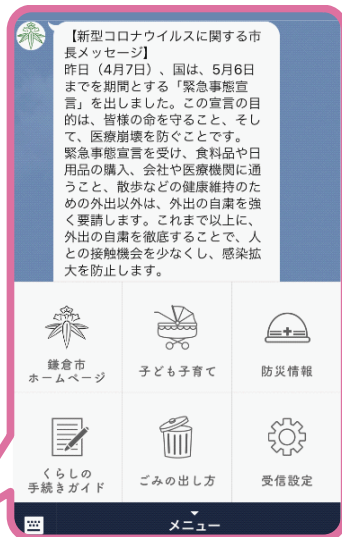 【新型コロナウイルスに関する市
長メッセージ】
昨日（4月7日）、国は、5月6日
までを期間とする「緊急事態宣
言」を出しました。この宣言の目
的は、皆様の命を守ること、そし
て、医療崩壊を防ぐことです。
緊急事態宣言を受け、食料品や日
用品の購入、会社や医療機関に通
うこと、散歩などの健康維持のた
めの外出以外は、外出の自粛を強
く要請します。これまで以上に、
外出の自粛を徹底することで、人
との接触機会を少なくし、感染拡
大を防止します。
鎌倉市
ホームページ
子ども子育て
防災情報
くらしの
手続きガイド
ごみの出し方
受信設定
メニュー